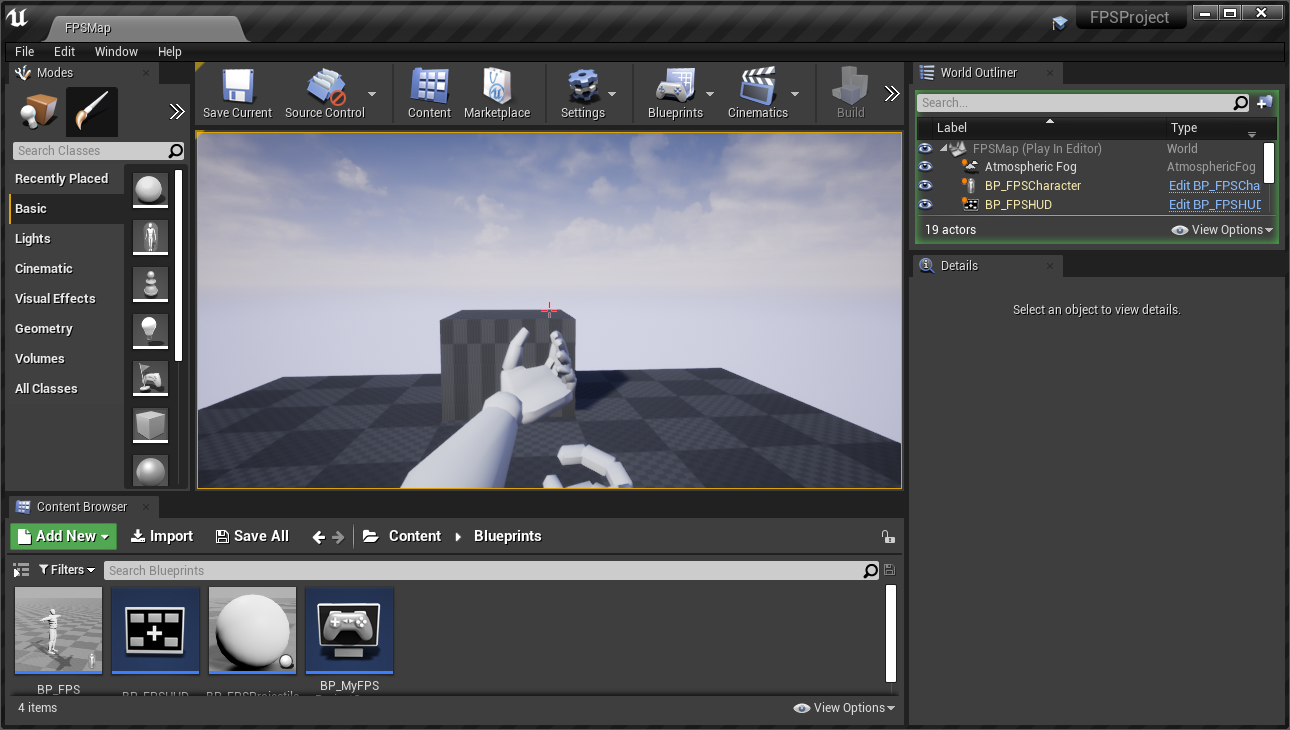 FPSMap
FPSProject
File Edit Window Help
Modes
Search Classes
Recently Placed
Basic
Lights
Cinematic
Visual Effects
Geometry
Volumes
All Classes
Save Current
Source Control
Content
Marketplace
Settings
Blueprints
Cinematics
Build
World Outliner
Search...
Label Type
FPSMap (Play In Editor) World
Atmospheric Fog AtmosphericFog
BP_FPSCharacter Edit BP_FPSCha
BP_FPSHUD Edit BP_FPSHUD
19 actors View Options
Details
Select an object to view details.
Content Browser
Add New Import Save All Content Blueprints
Filters Search Blueprints
BP_FPS
BP_FPSHUD
BP_FPSProjectile
BP_MyFPS
4 items View Options